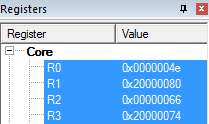 Registers
Register Value
Core
R0 0x0000004e
R1 0x20000080
R2 0x00000066
R3 0x20000074